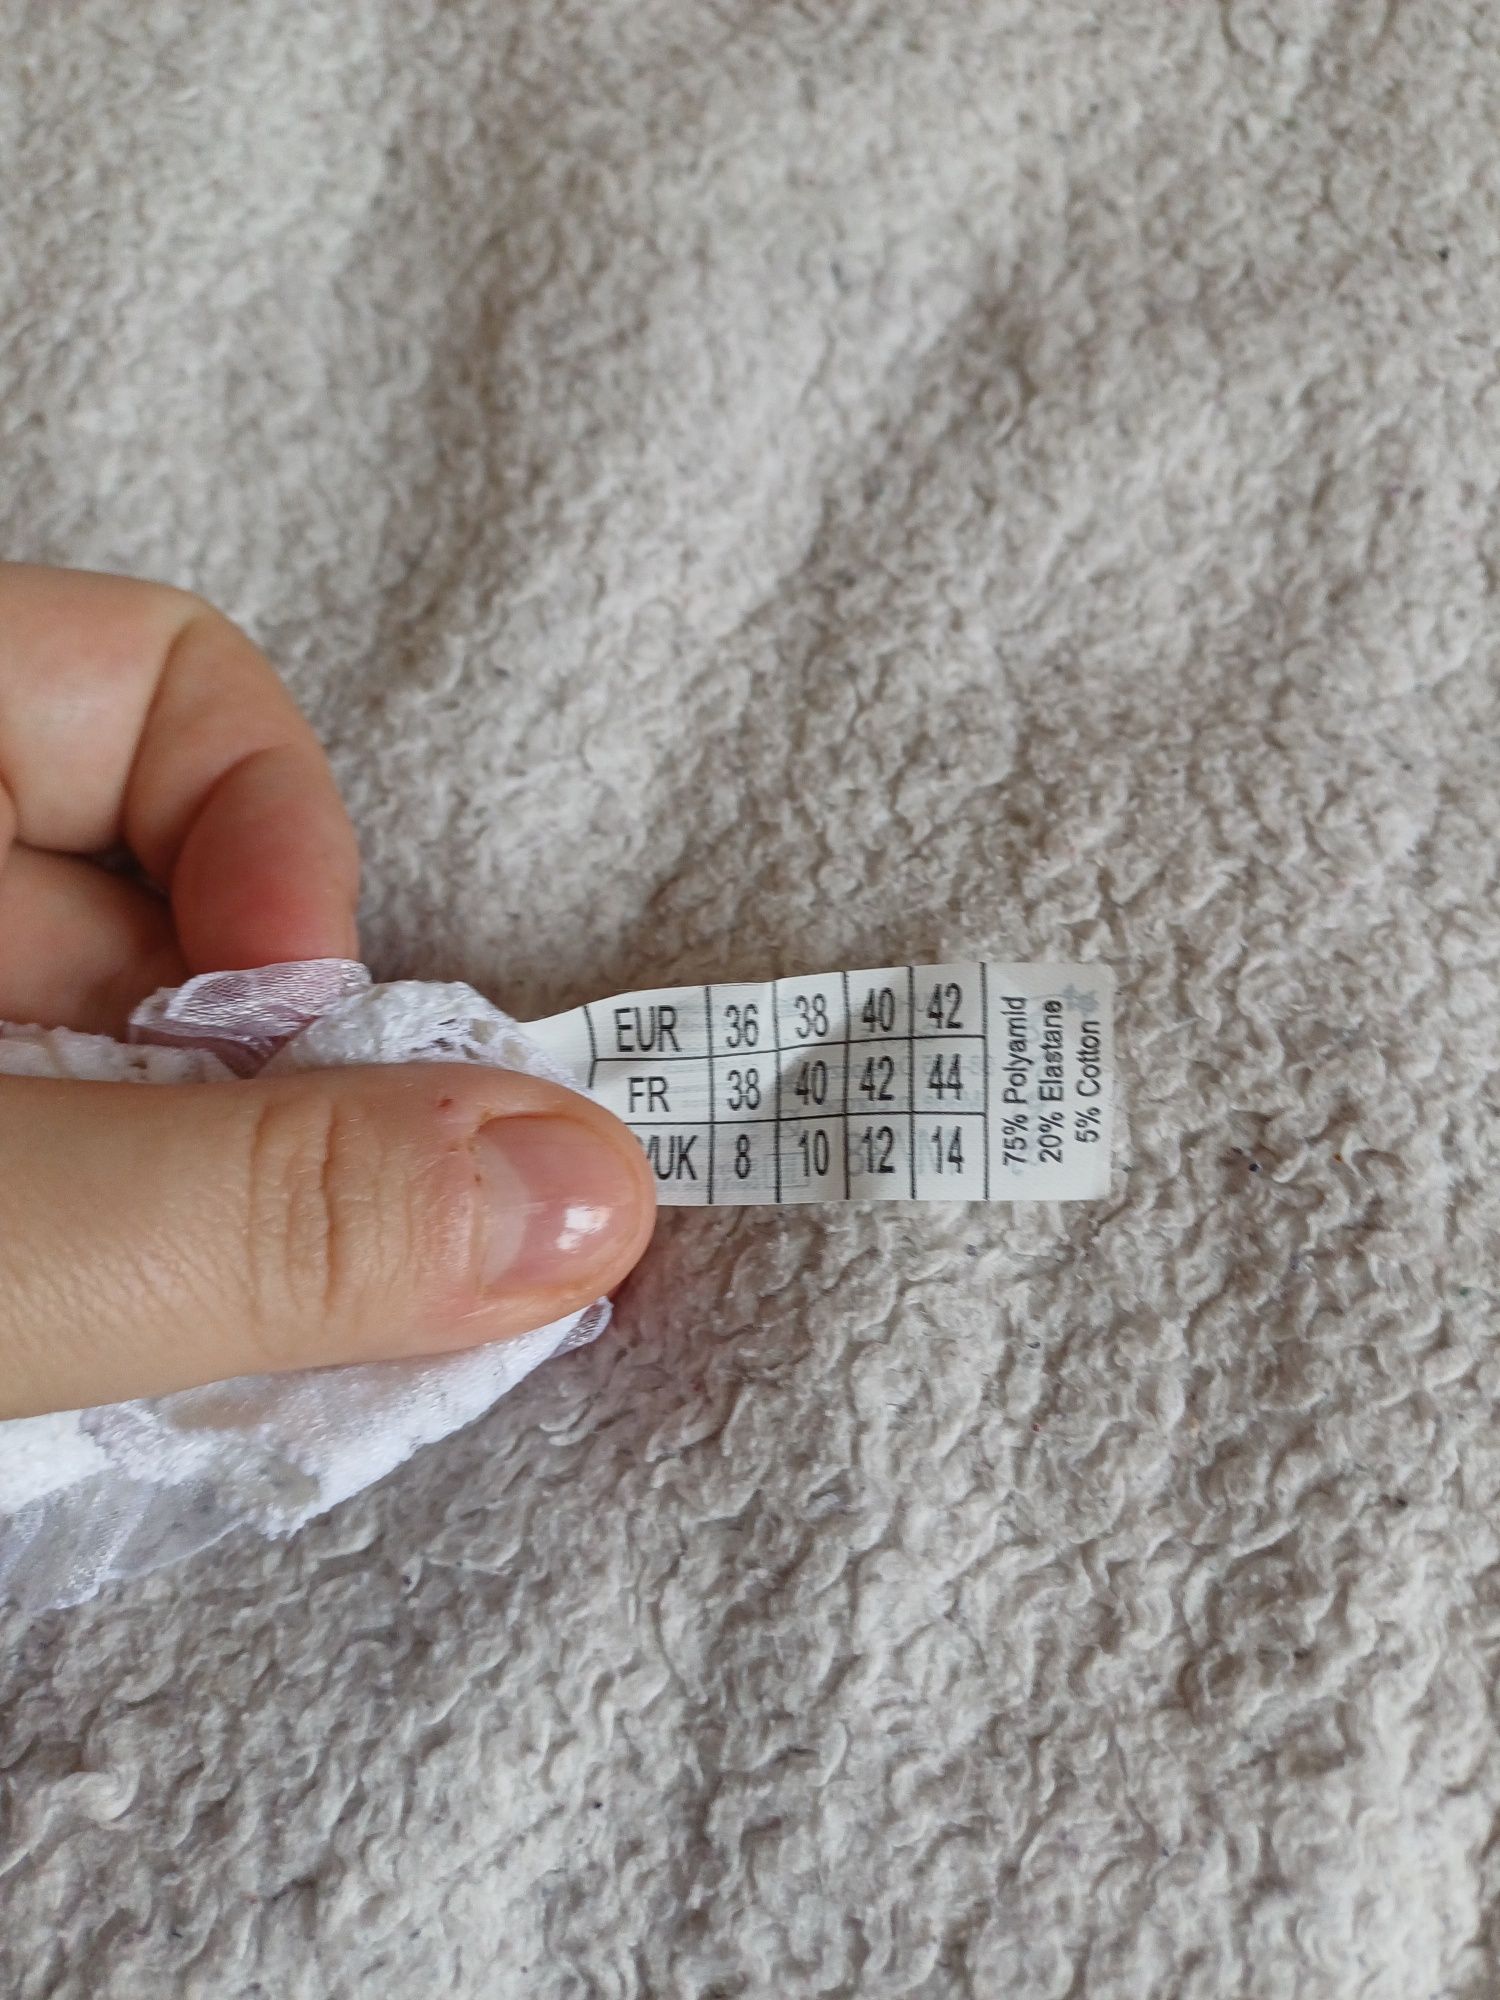 EUR 36 38 40 42
FR 38 40 42 44
/UK 8 10 12 14
75% Polyamid
20% Elastane
5% Cotton